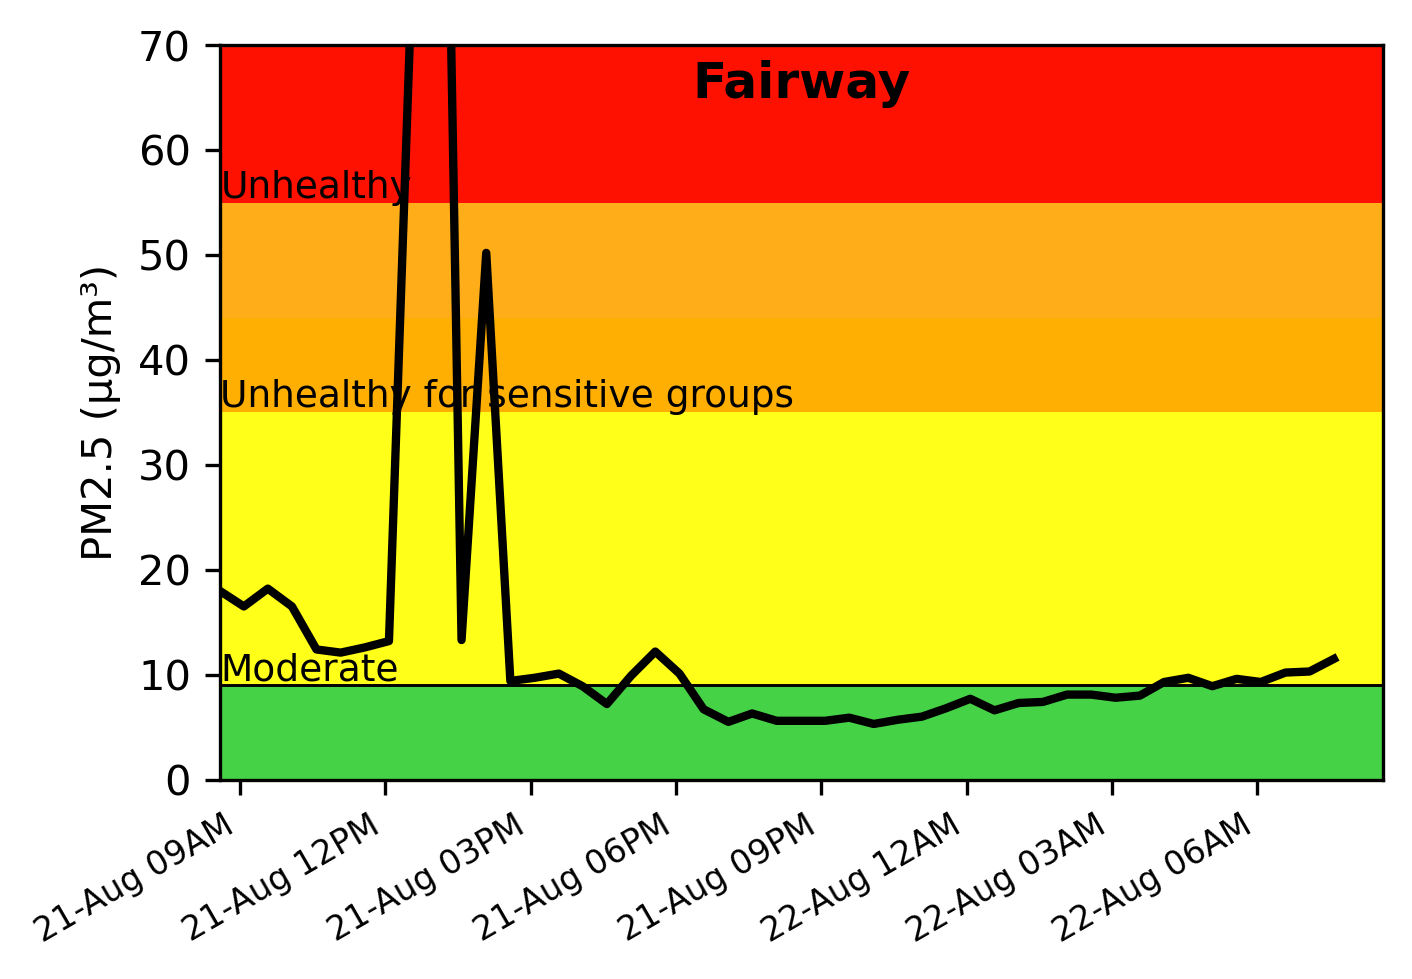 Fairway
PM2.5 (µg/m³)
70
60
50
40
30
20
10
0
Unhealthy
Unhealthy for sensitive groups
Moderate
21-Aug 09AM
21-Aug 12PM
21-Aug 03PM
21-Aug 06PM
21-Aug 09PM
22-Aug 12AM
22-Aug 03AM
22-Aug 06AM